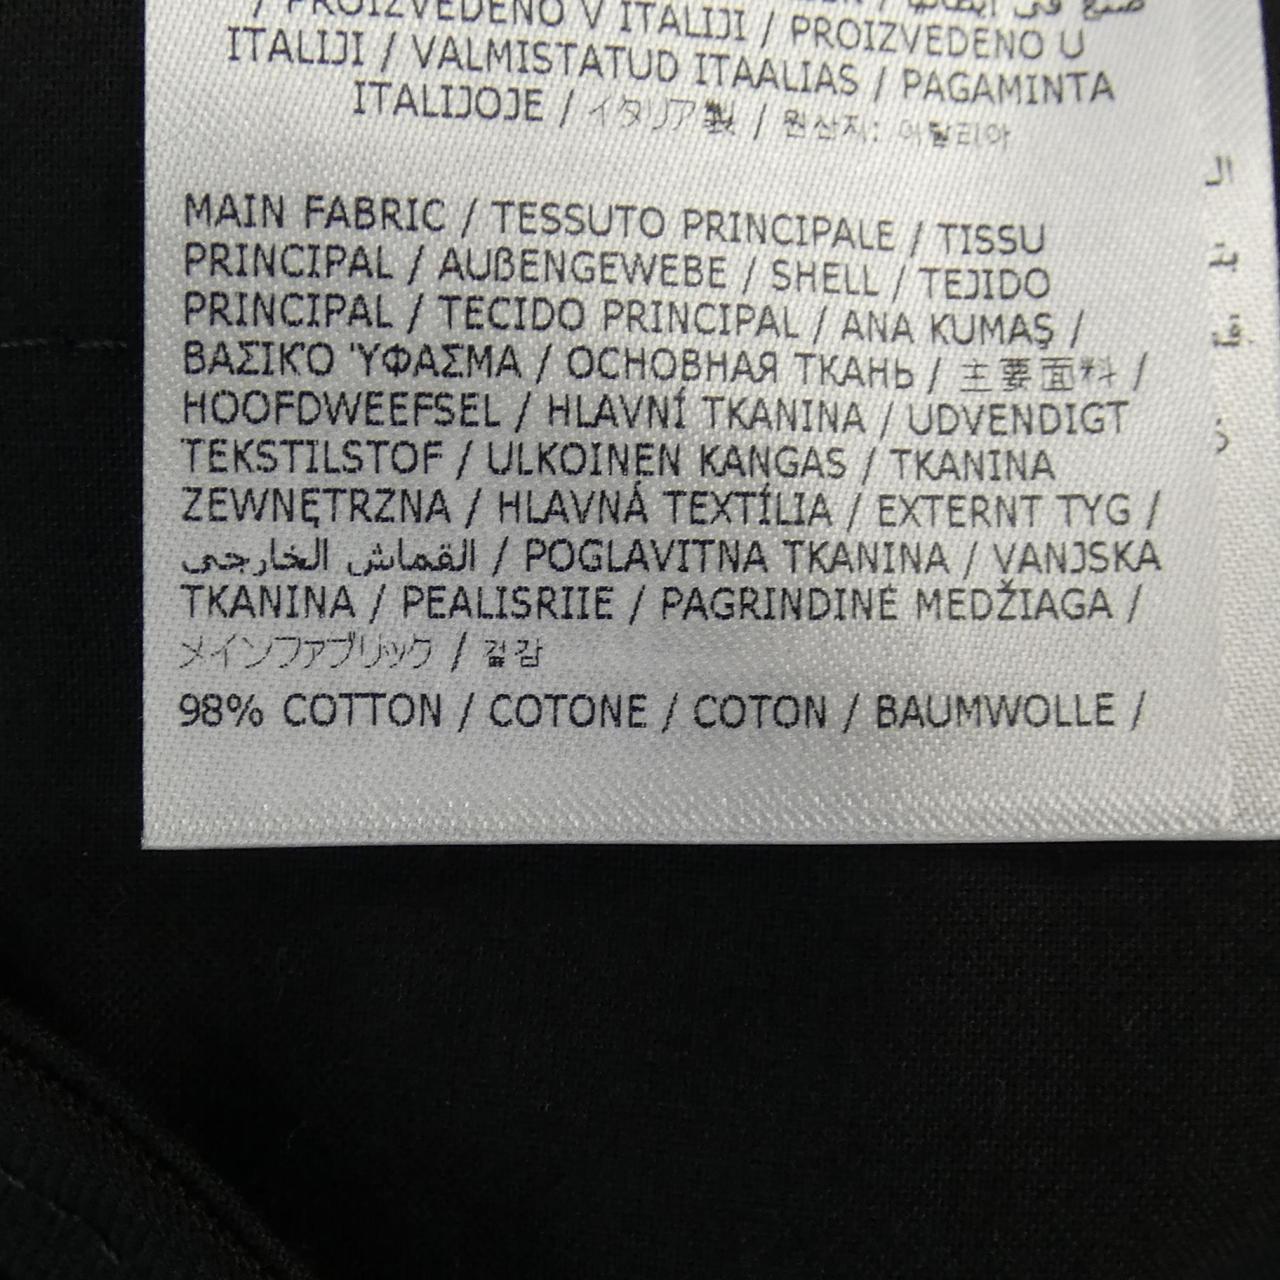 / PROIZVEDENO V ITALIJI / PROIZVEDENO U
ITALIJI / VALMISTATUD ITAALIAS / PAGAMINTA
ITALIJOJE / イタリア製 / 원산지: 이탈리아
MAIN FABRIC / TESSUTO PRINCIPALE / TISSU
PRINCIPAL / AUßENGEWEBE / SHELL / TEJIDO
PRINCIPAL / TECIDO PRINCIPAL / ANA KUMAŞ /
ΒΑΣΙΚΌ ΎΦΑΣΜΑ / ОСНОВНАЯ ТКАНЬ / 主要面料 /
HOOFDWEEFSEL / HLAVNÍ TKANINA / UDVENDIGT
TEKSTILSTOF / ULKOINEN KANGAS / TKANINA
ZEWNĘTRZNA / HLAVNÁ TEXTÍLIA / EXTERNT TYG /
القماش الخارجي / POGLAVITNA TKANINA / VANJSKA
TKANINA / PEALISRIIE / PAGRINDINĖ MEDŽIAGA /
メインファブリック / 겉감
98% COTTON / COTONE / COTON / BAUMWOLLE /